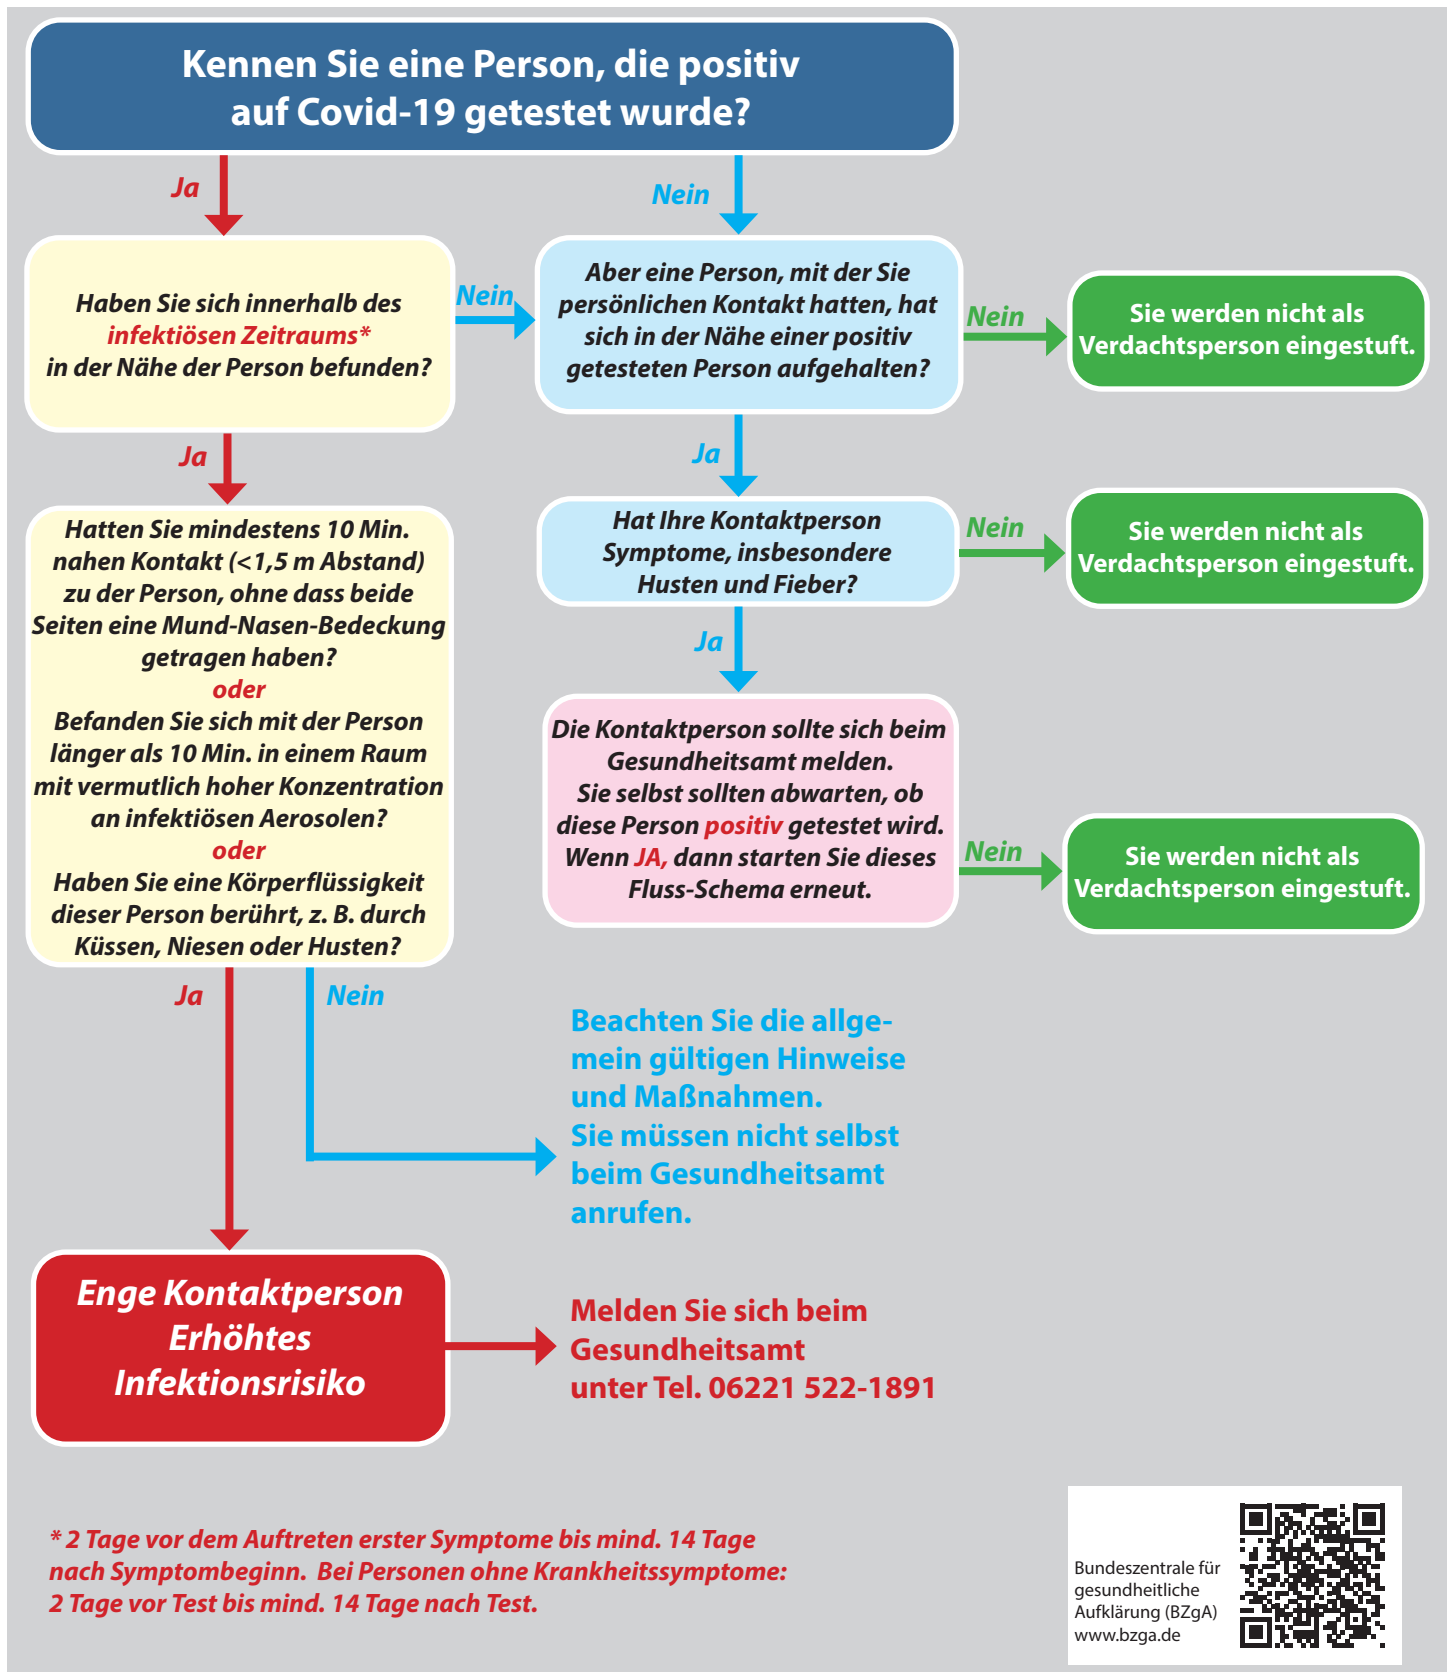 Kennen Sie eine Person, die positiv
auf Covid-19 getestet wurde?
Ja
Nein
Haben Sie sich innerhalb des
infektiösen Zeitraums*
in der Nähe der Person befunden?
Nein
Aber eine Person, mit der Sie
persönlichen Kontakt hatten, hat
sich in der Nähe einer positiv
getesteten Person aufgehalten?
Nein
Sie werden nicht als
Verdachtsperson eingestuft.
Ja
Ja
Hatten Sie mindestens 10 Min.
nahen Kontakt (<1,5 m Abstand)
zu der Person, ohne dass beide
Seiten eine Mund-Nasen-Bedeckung
getragen haben?
oder
Befanden Sie sich mit der Person
länger als 10 Min. in einem Raum
mit vermutlich hoher Konzentration
an infektiösen Aerosolen?
oder
Haben Sie eine Körperflüssigkeit
dieser Person berührt, z. B. durch
Küssen, Niesen oder Husten?
Hat Ihre Kontaktperson
Symptome, insbesondere
Husten und Fieber?
Nein
Sie werden nicht als
Verdachtsperson eingestuft.
Ja
Die Kontaktperson sollte sich beim
Gesundheitsamt melden.
Sie selbst sollten abwarten, ob
diese Person positiv getestet wird.
Wenn JA, dann starten Sie dieses
Fluss-Schema erneut.
Nein
Sie werden nicht als
Verdachtsperson eingestuft.
Ja
Nein
Beachten Sie die allge-
mein gültigen Hinweise
und Maßnahmen.
Sie müssen nicht selbst
beim Gesundheitsamt
anrufen.
Enge Kontaktperson
Erhöhtes
Infektionsrisiko
Melden Sie sich beim
Gesundheitsamt
unter Tel. 06221 522-1891
* 2 Tage vor dem Auftreten erster Symptome bis mind. 14 Tage
nach Symptombeginn. Bei Personen ohne Krankheitssymptome:
2 Tage vor Test bis mind. 14 Tage nach Test.
Bundeszentrale für
gesundheitliche
Aufklärung (BZgA)
www.bzga.de